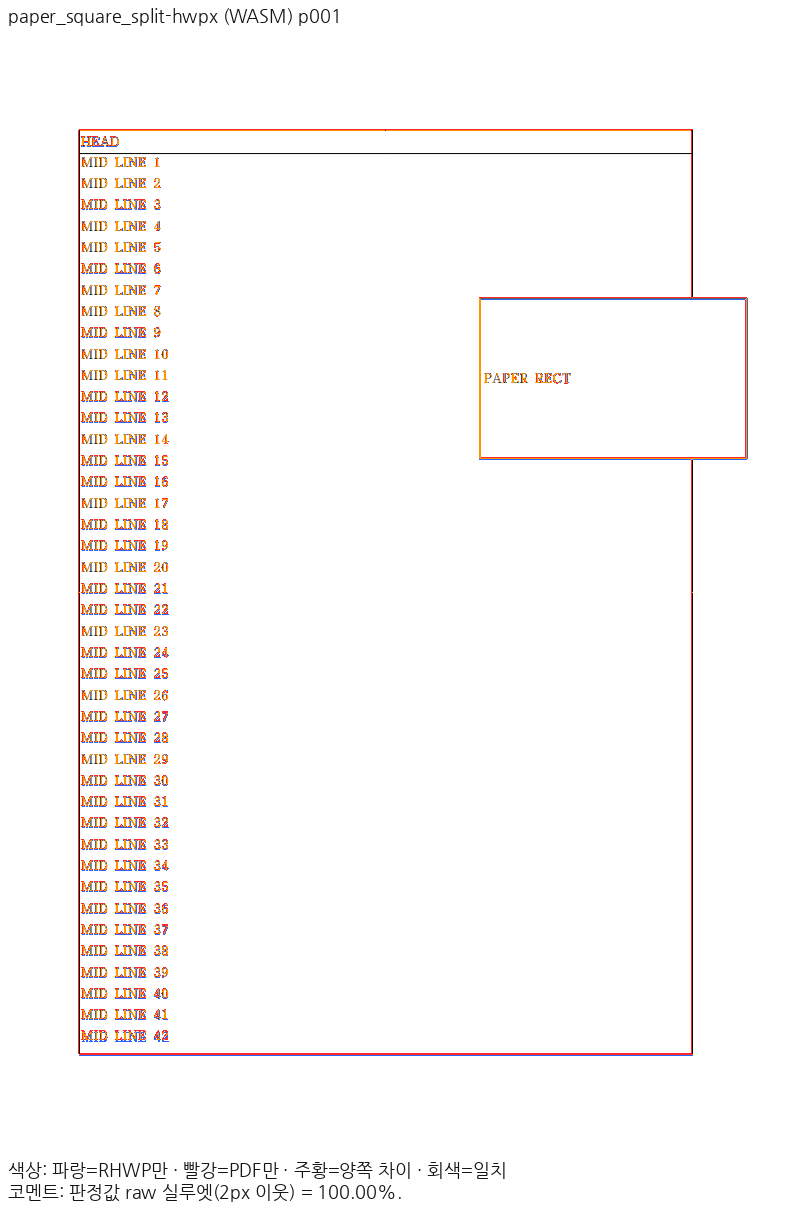 paper_square_split-hwpx (WASM) p001
HEAD
MID LINE 1
MID LINE 2
MID LINE 3
MID LINE 4
MID LINE 5
MID LINE 6
MID LINE 7
MID LINE 8
MID LINE 9
MID LINE 10
MID LINE 11
PAPER RECT
MID LINE 12
MID LINE 13
MID LINE 14
MID LINE 15
MID LINE 16
MID LINE 17
MID LINE 18
MID LINE 19
MID LINE 20
MID LINE 21
MID LINE 22
MID LINE 23
MID LINE 24
MID LINE 25
MID LINE 26
MID LINE 27
MID LINE 28
MID LINE 29
MID LINE 30
MID LINE 31
MID LINE 32
MID LINE 33
MID LINE 34
MID LINE 35
MID LINE 36
MID LINE 37
MID LINE 38
MID LINE 39
MID LINE 40
MID LINE 41
MID LINE 42
색상: 파랑=RHWP만 · 빨강=PDF만 · 주황=양쪽 차이 · 회색=일치
코멘트: 판정값 raw 실루엣(2px 이웃) = 100.00%.